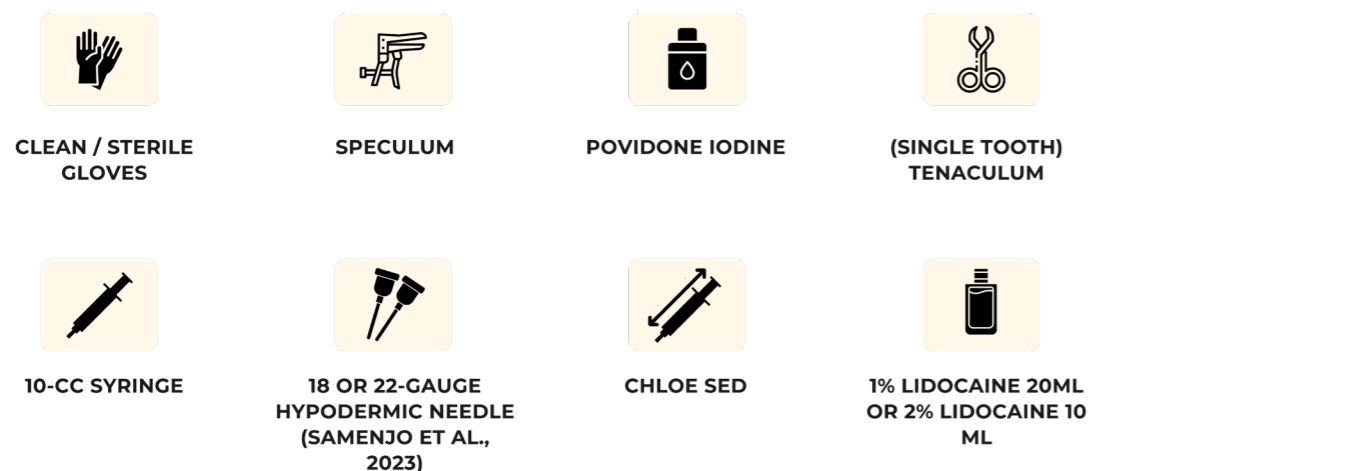 CLEAN / STERILE
GLOVES
SPECULUM
POVIDONE IODINE
(SINGLE TOOTH)
TENACULUM
10-CC SYRINGE
18 OR 22-GAUGE
HYPODERMIC NEEDLE
(SAMENJO ET AL.,
2023)
CHLOE SED
1% LIDOCAINE 20ML
OR 2% LIDOCAINE 10
ML